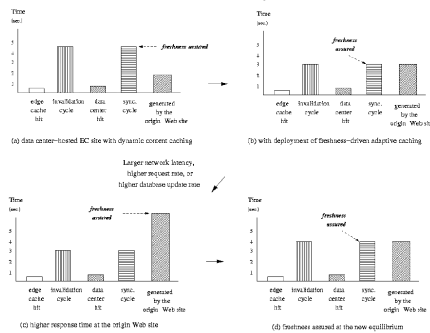 Time
(sec.)
5
4
3
2
1
freshness
assured
edge
cache
hit
invalidation
cycle
data
center
hit
sync.
cycle
generated
by the
origin Web site
(a) data center-hosted EC site with dynamic content caching
Time
(sec.)
5
4
3
2
1
freshness
assured
edge
cache
hit
invalidation
cycle
data
center
hit
sync.
cycle
generated
by the
origin Web site
(b) with deployment of freshness-driven adaptive caching
Larger network latency,
higher request rate, or
higher database update rate
Time
(sec.)
5
4
3
2
1
freshness
assured
edge
cache
hit
invalidation
cycle
data
center
hit
sync.
cycle
generated
by the
origin Web site
(c) higher response time at the origin Web site
Time
(sec.)
5
4
3
2
1
freshness
assured
edge
cache
hit
invalidation
cycle
data
center
hit
sync.
cycle
generated
by the
origin Web site
(d) freshness assured at the new equilibrium